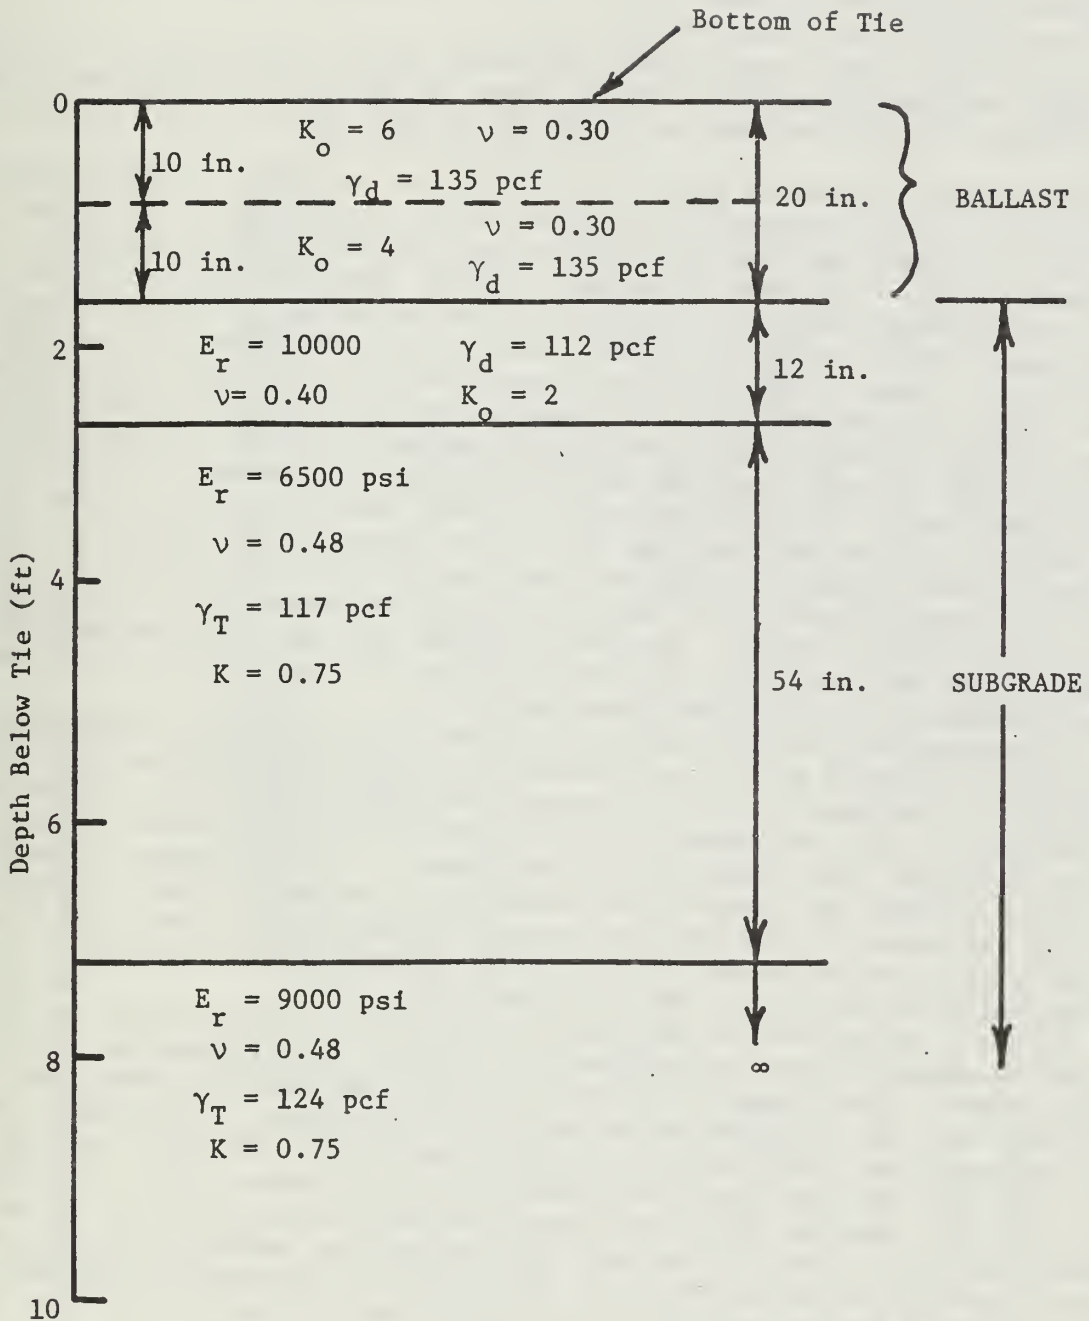 Bottom of Tie
0
K_o = 6 ν = 0.30
10 in.
γ_d = 135 pcf
20 in.
BALLAST
ν = 0.30
K_o = 4
10 in.
γ_d = 135 pcf
2
E_r = 10000 γ_d = 112 pcf
12 in.
ν= 0.40 K_o = 2
E_r = 6500 psi
ν = 0.48
4
γ_T = 117 pcf
K = 0.75
54 in.
SUBGRADE
Depth Below Tie (ft)
6
E_r = 9000 psi
ν = 0.48
8
∞
γ_T = 124 pcf
K = 0.75
10